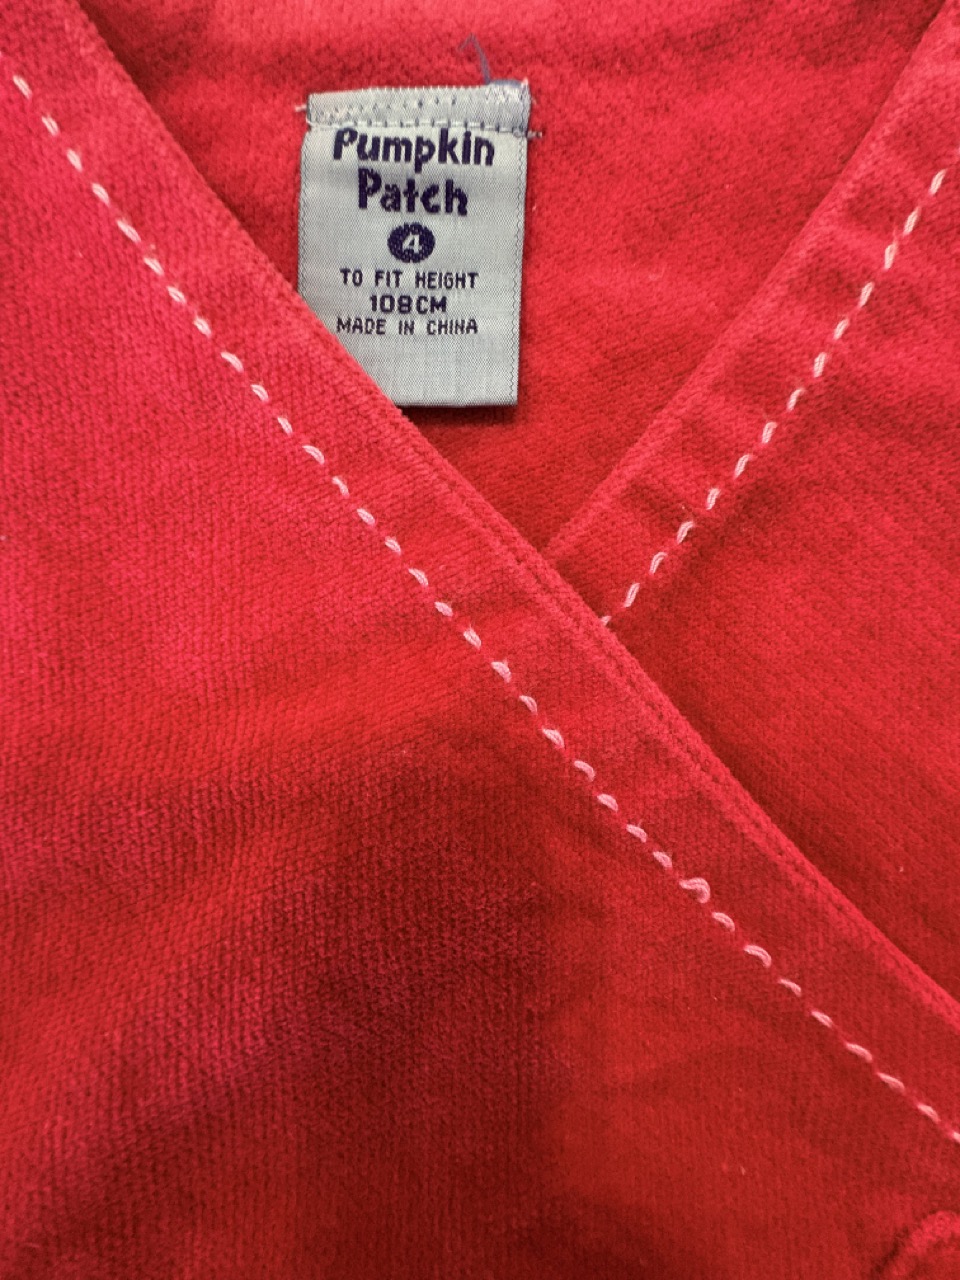 Pumpkin
Patch
4
TO FIT HEIGHT
108CM
MADE IN CHINA